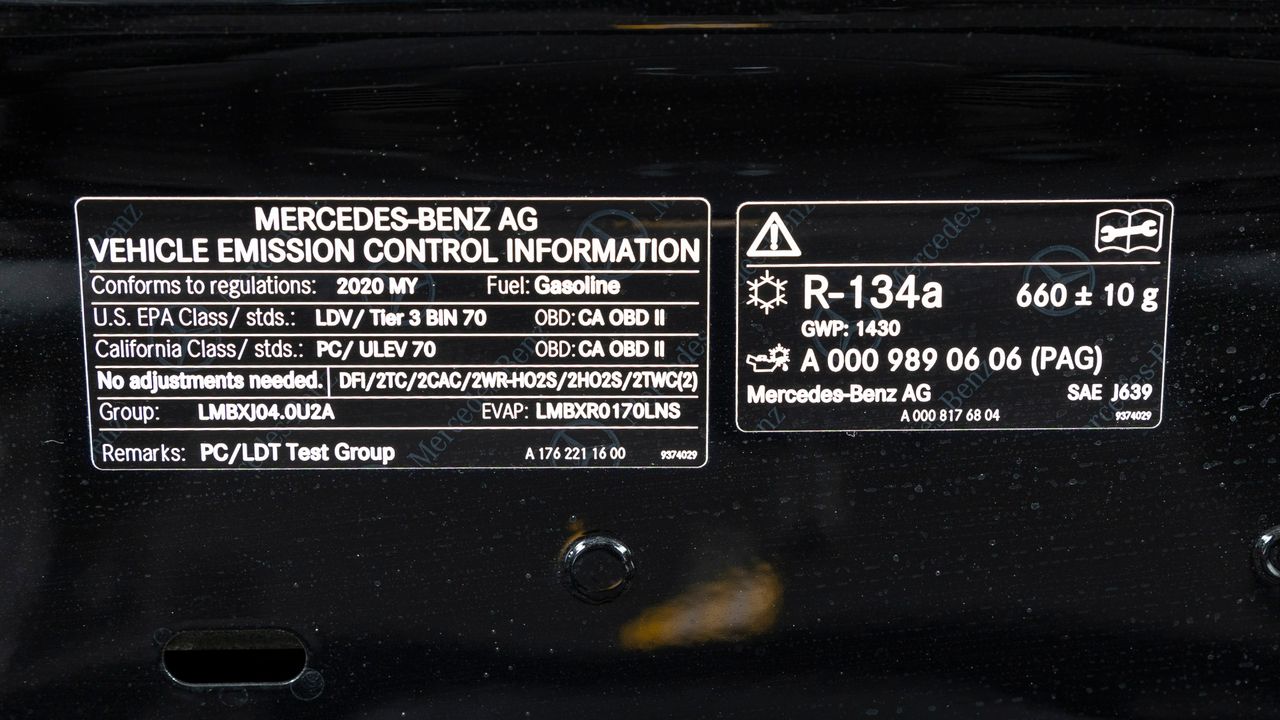 MERCEDES-BENZ AG
VEHICLE EMISSION CONTROL INFORMATION
Conforms to regulations: 2020 MY Fuel: Gasoline
U.S. EPA Class/ stds.: LDV/ Tier 3 BIN 70 OBD: CA OBD II
California Class/ stds.: PC/ ULEV 70 OBD: CA OBD II
No adjustments needed. DFI/2TC/2CAC/2WR-HO2S/2HO2S/2TWC(2)
Group: LMBXJ04.0U2A EVAP: LMBXR0170LNS
Remarks: PC/LDT Test Group A 176 221 16 00 9374029
R-134a 660 ± 10 g
GWP: 1430
A 000 989 06 06 (PAG)
Mercedes-Benz AG SAE J639
A 000 817 68 04 9374029